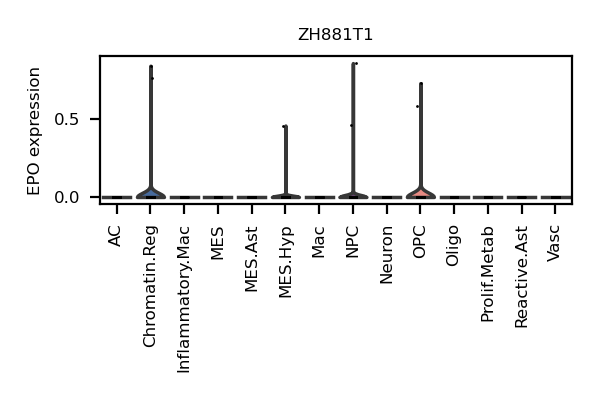 ZH881T1
EPO expression
0.5
0.0
AC
Chromatin.Reg
Inflammatory.Mac
MES
MES.Ast
MES.Hyp
Mac
NPC
Neuron
OPC
Oligo
Prolif.Metab
Reactive.Ast
Vasc